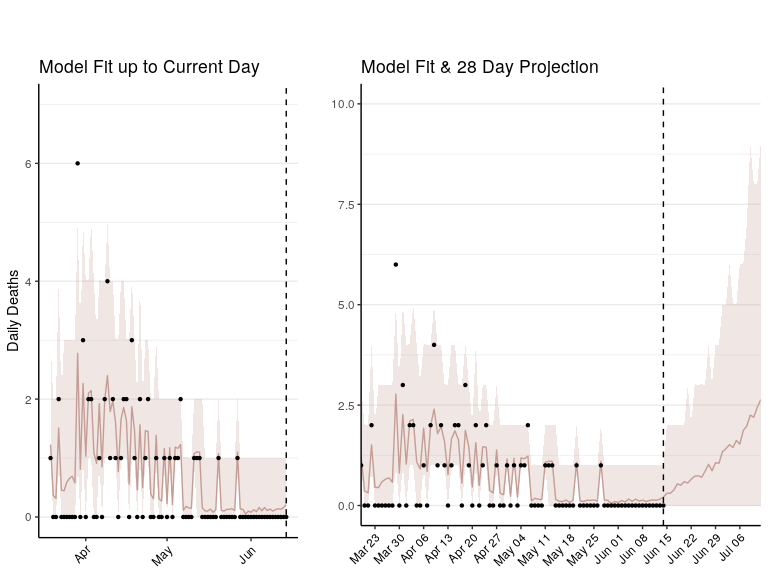 Model Fit up to Current Day
Model Fit & 28 Day Projection
Daily Deaths
6
4
2
0
Apr
May
Jun
10.0
7.5
5.0
2.5
0.0
Mar 23
Mar 30
Apr 06
Apr 13
Apr 20
Apr 27
May 04
May 11
May 18
May 25
Jun 01
Jun 08
Jun 15
Jun 22
Jun 29
Jul 06